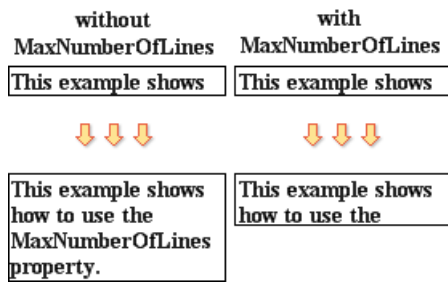 without
MaxNumberOfLines
with
MaxNumberOfLines
This example shows
This example shows
This example shows
how to use the
MaxNumberOfLines
property.
This example shows
how to use the